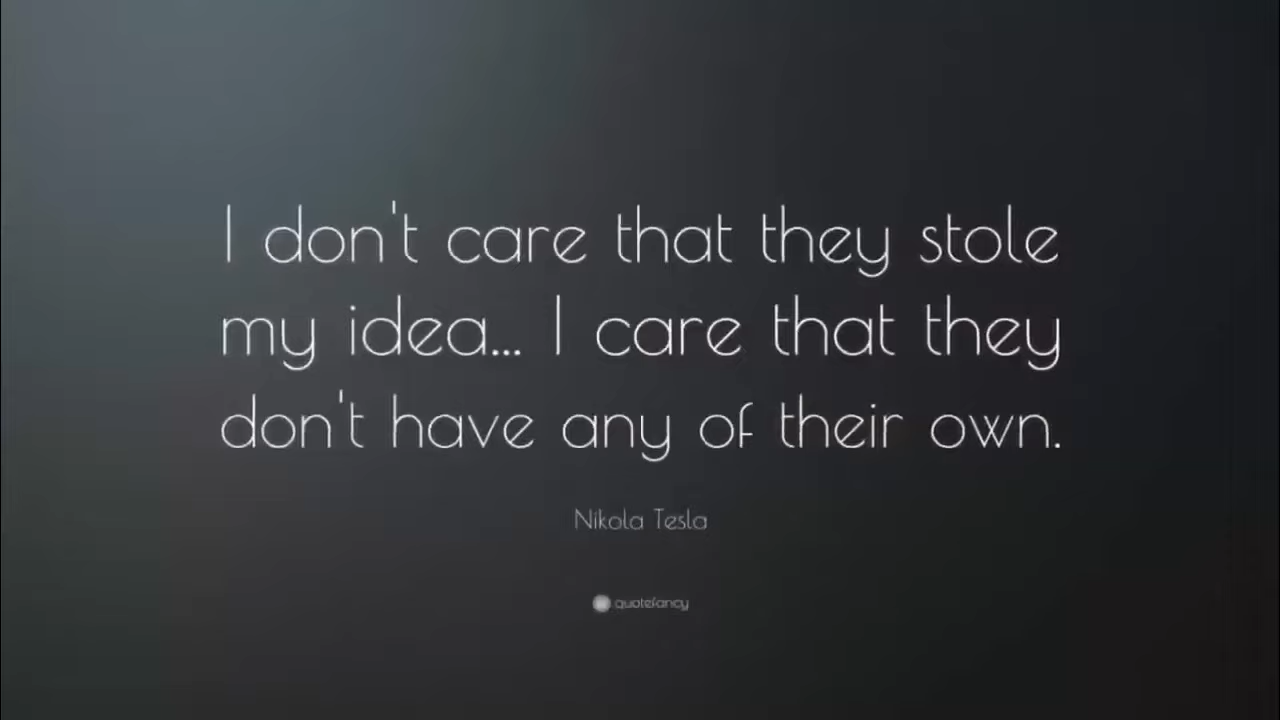 I don't care that they stole
my idea... I care that they
don't have any of their own.
Nikola Tesla
quotefancy